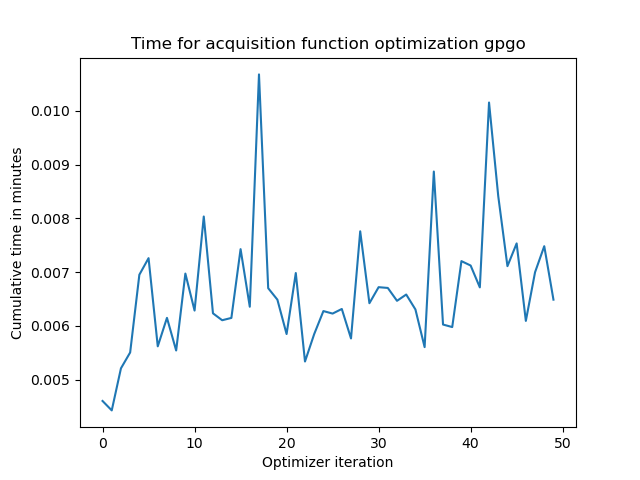 Time for acquisition function optimization gpgo
Cumulative time in minutes
0.010
0.009
0.008
0.007
0.006
0.005
0 10 20 30 40 50
Optimizer iteration